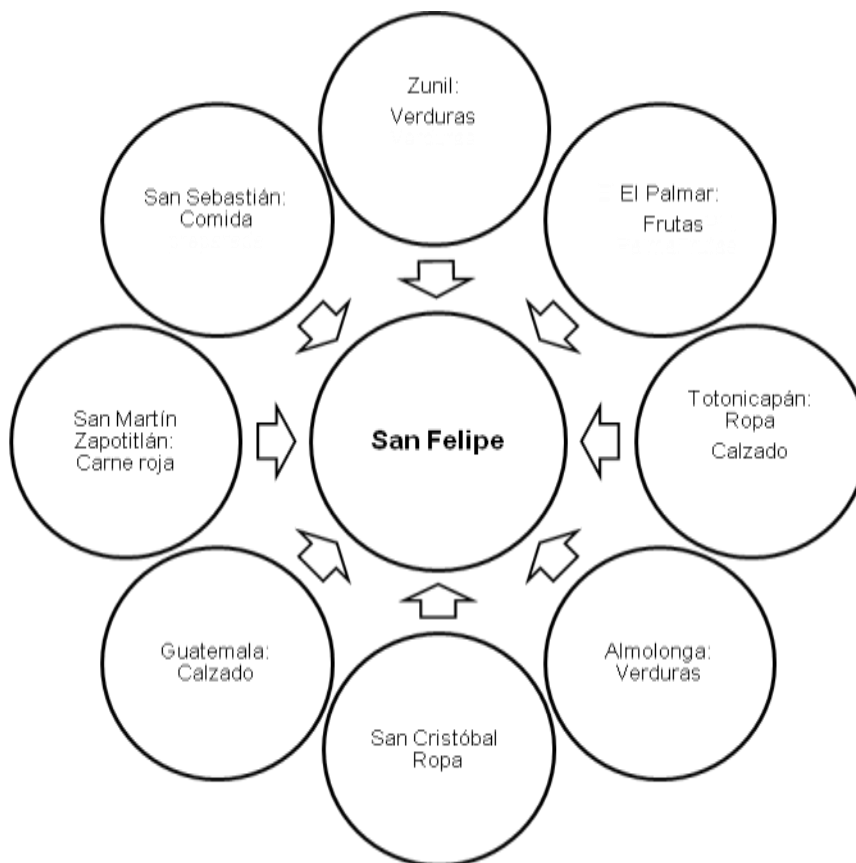 Zunil:
Verduras
San Sebastián:
Comida
El Palmar:
Frutas
San Martín
Zapotitlán:
Carne roja
San Felipe
Totonicapán:
Ropa
Calzado
Guatemala:
Calzado
Almolonga:
Verduras
San Cristóbal
Ropa